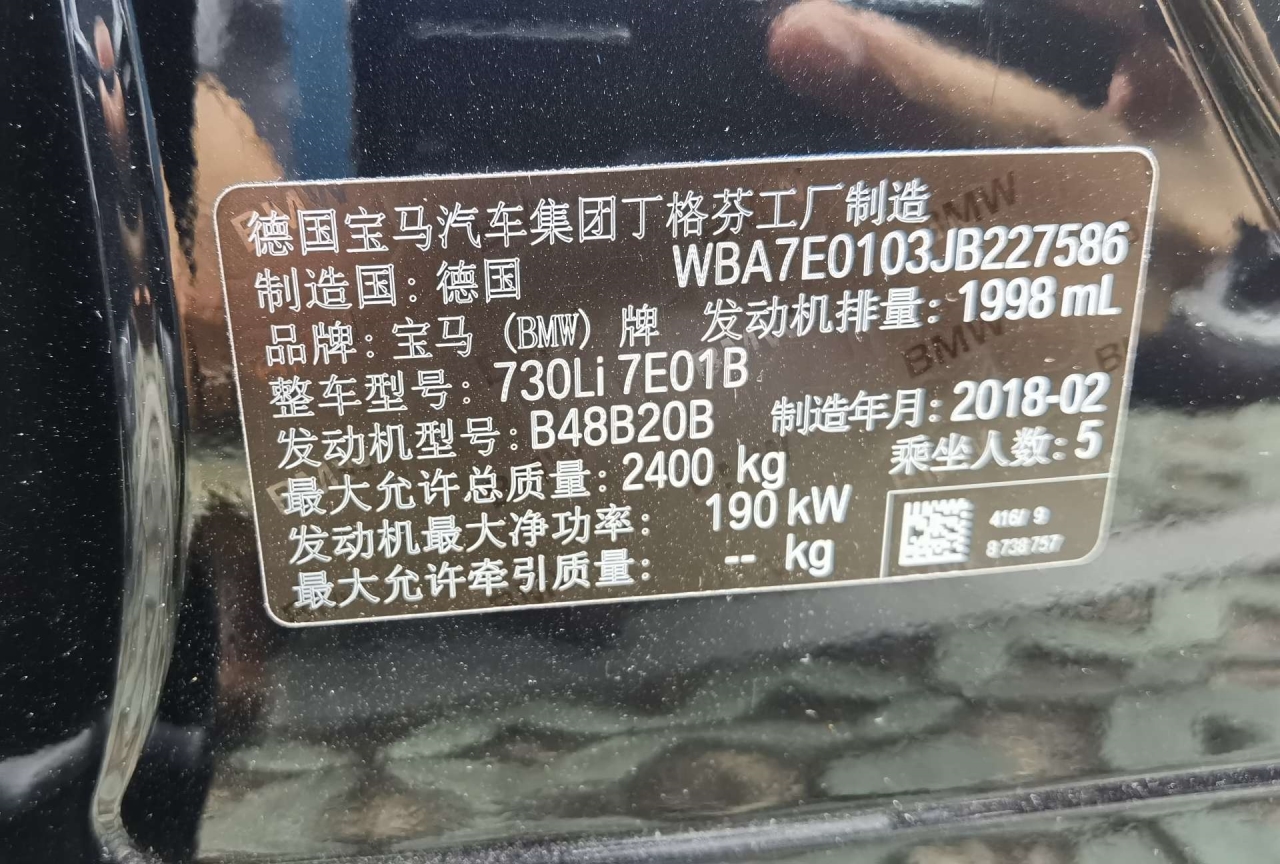 德国宝马汽车集团丁格芬工厂制造
制造国：德国 WBA7E0103JB227586
品牌：宝马（BMW）牌 发动机排量：1998 mL
整车型号：730Li 7E01B
发动机型号：B48B20B 制造年月：2018-02
最大允许总质量：2400 kg 乘坐人数：5
发动机最大净功率： 190 kW
最大允许牵引质量： -- kg
8 738 757